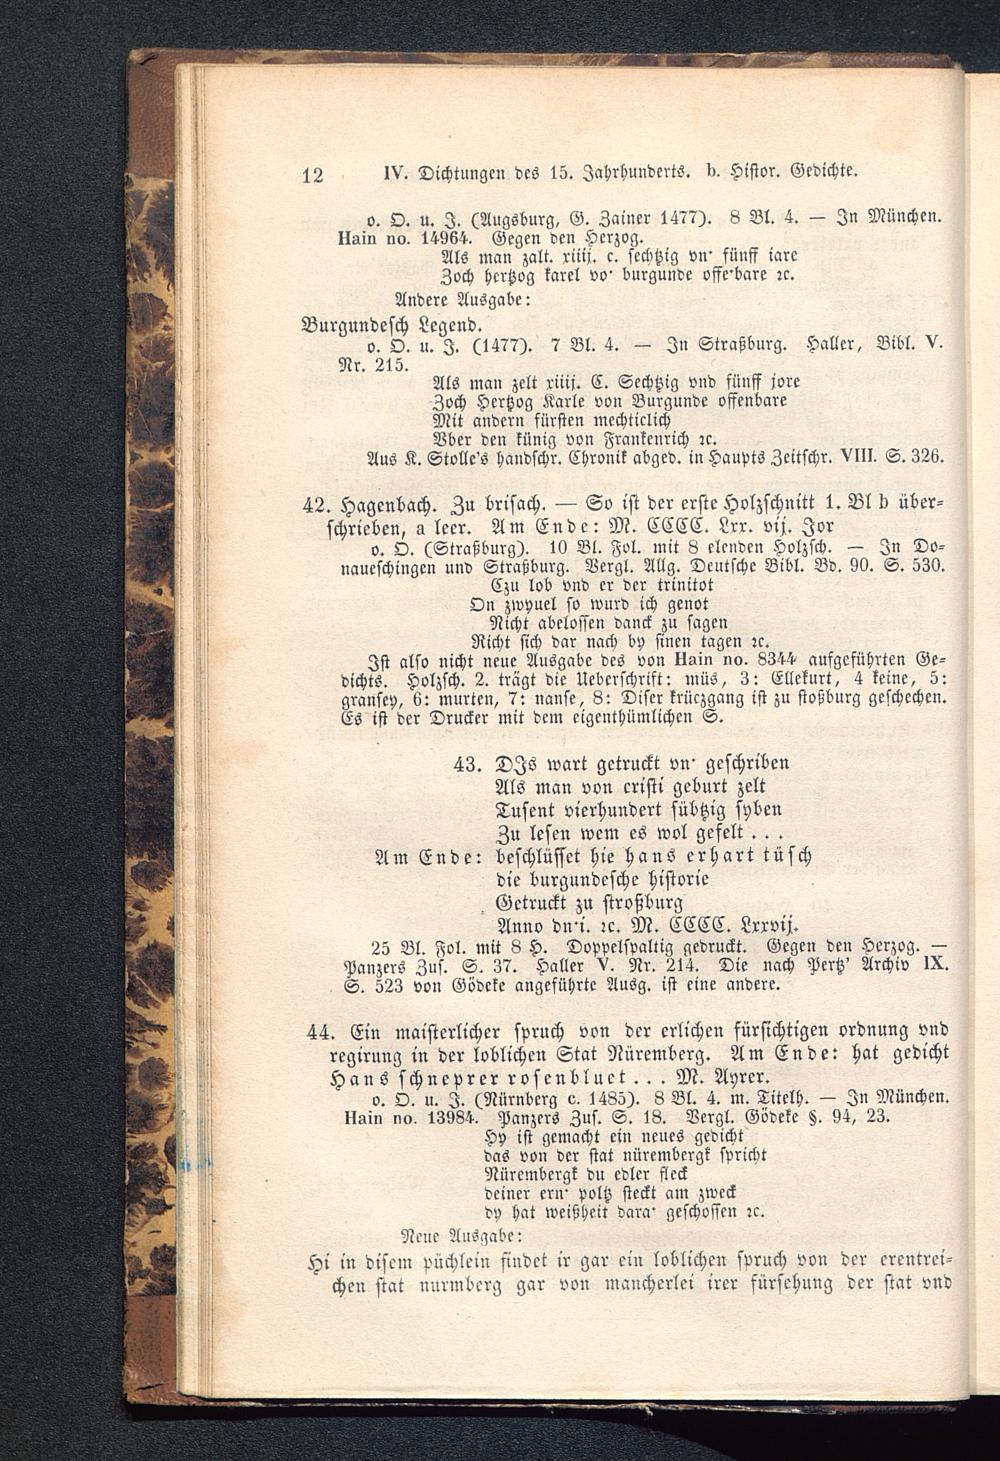 12 IV. Dichtungen des 15. Jahrhunderts. b. Histor. Gedichte.
o. O. u. J. (Augsburg, G. Zainer 1477). 8 Bl. 4. — In München.
Hain no. 14964. Gegen den Herzog.
Als man zalt. xiiij. c. sechtzig vn· fünff iare
Zoch hertzog karel vo· burgunde offe·bare ꝛc.
Andere Ausgabe:
Burgundesch Legend.
o. O. u. J. (1477). 7 Bl. 4. — In Straßburg. Haller, Bibl. V.
Nr. 215.
Als man zelt xiiij. C. Sechtzig vnd fünff jore
Zoch Hertzog Karle von Burgunde offenbare
Mit andern fürsten mechticlich
Vber den künig von Frankenrich ꝛc.
Aus K. Stolle's handschr. Chronik abged. in Haupts Zeitschr. VIII. S. 326.
42. Hagenbach. Zu brisach. — So ist der erste Holzschnitt 1. Bl b über-
schrieben, a leer. Am Ende: M. CCCC. Lxx. vij. Jor
o. O. (Straßburg). 10 Bl. Fol. mit 8 elenden Holzsch. — In Do-
naueschingen und Straßburg. Vergl. Allg. Deutsche Bibl. Bd. 90. S. 530.
Czu lob vnd er der trinitot
On zwyuel so wurd ich genot
Nicht abelossen danck zu sagen
Richt sich dar nach by sinen tagen ꝛc.
Ist also nicht neue Ausgabe des von Hain no. 8344 aufgeführten Ge-
dichts. Holzsch. 2. trägt die Ueberschrift: müs, 3: Ellekurt, 4 keine, 5:
gransey, 6: murten, 7: nanse, 8: Diser krüczgang ist zu stoßburg geschechen.
Es ist der Drucker mit dem eigenthümlichen S.
43. DIs wart getruckt vn· geschriben
Als man von cristi geburt zelt
Tusent vierhundert sübtzig syben
Zu lesen wem es wol gefelt . . .
Am Ende: beschlüsset hie hans erhart tüsch
die burgundesche historie
Getruckt zu stroßburg
Anno dn·i. ꝛc. M. CCCC. Lxxvij.
25 Bl. Fol. mit 8 H. Doppelspaltig gedruckt. Gegen den Herzog. —
Panzers Zus. S. 37. Haller V. Nr. 214. Die nach Pertz' Archiv IX.
S. 523 von Gödeke angeführte Ausg. ist eine andere.
44. Ein maisterlicher spruch von der erlichen fürsichtigen ordnung vnd
regirung in der loblichen Stat Nüremberg. Am Ende: hat gedicht
Hans schneprer rosenbluet . . . M. Ayrer.
o. O. u. J. (Nürnberg c. 1485). 8 Bl. 4. m. Titelh. — In München.
Hain no. 13984. Panzers Zus. S. 18. Vergl. Gödeke §. 94, 23.
Hy ist gemacht ein neues gedicht
das von der stat nürembergk spricht
Nürembergk du edler fleck
deiner ern· poltz steckt am zweck
dy hat weißheit dara· geschossen ꝛc.
Neue Ausgabe:
Hi in disem püchlein findet ir gar ein loblichen spruch von der erentrei-
chen stat nurmberg gar von mancherlei irer fürsehung der stat vnd